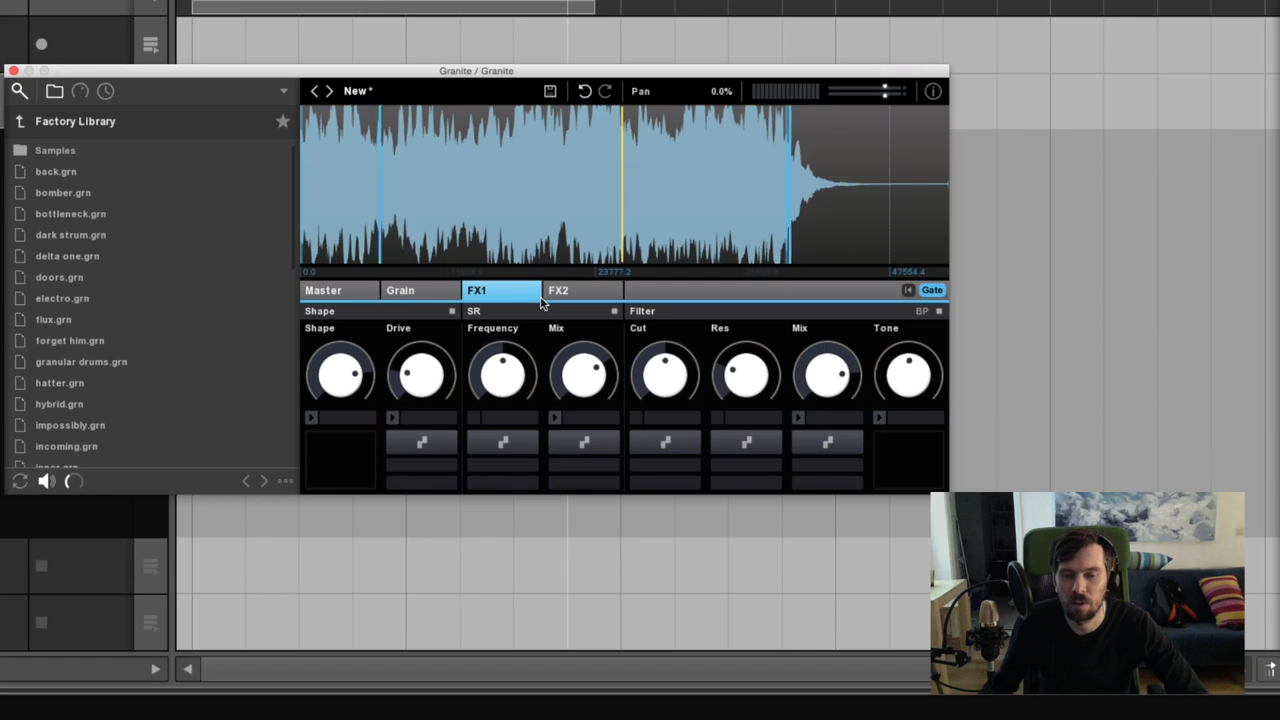 Granite / Granite
New *
Pan
0.0%
Factory Library
Samples
back.grn
bomber.grn
bottleneck.grn
dark strum.grn
delta one.grn
doors.grn
electro.grn
flux.grn
forget him.grn
granular drums.grn
hatter.grn
hybrid.grn
impossibly.grn
incoming.grn
0.0
23777.2
47554.4
Master
Grain
FX1
FX2
Gate
Shape
SR
Filter
BP
Shape
Drive
Frequency
Mix
Cut
Res
Mix
Tone